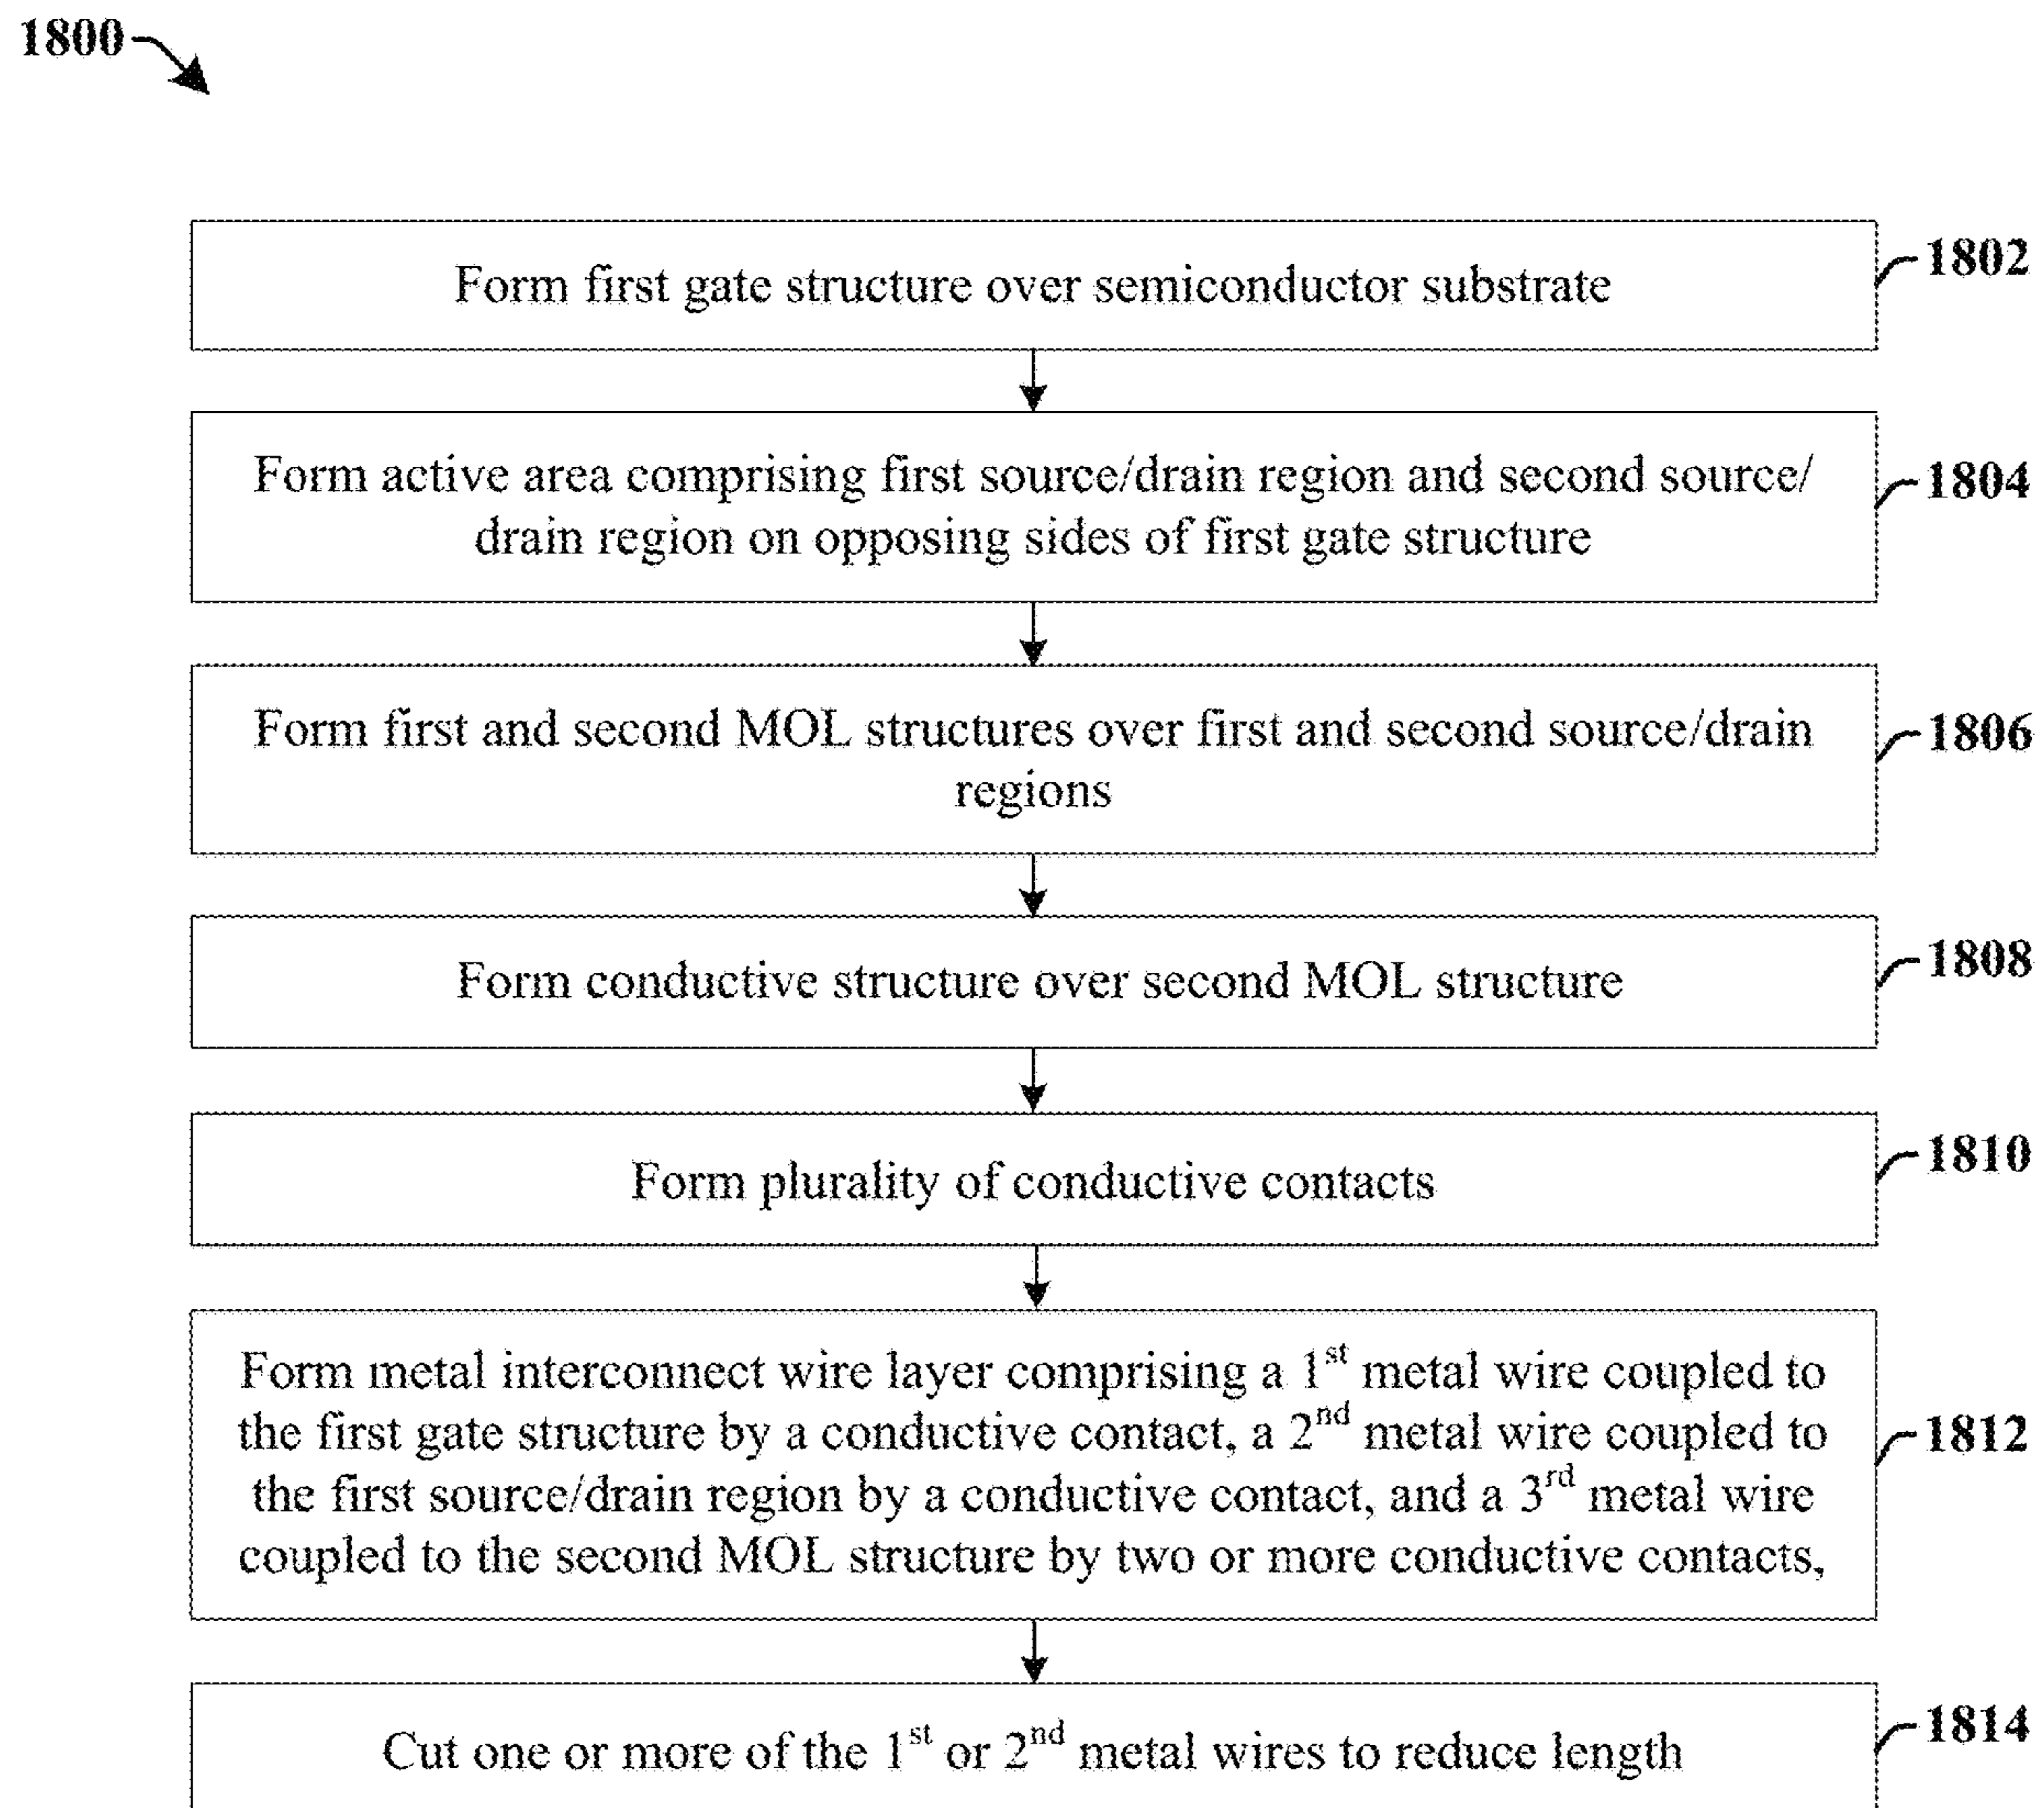 1800
Form first gate structure over semiconductor substrate
1802
Form active area comprising first source/drain region and second source/
drain region on opposing sides of first gate structure
1804
Form first and second MOL structures over first and second source/drain
regions
1806
Form conductive structure over second MOL structure
1808
Form plurality of conductive contacts
1810
Form metal interconnect wire layer comprising a 1st metal wire coupled to
the first gate structure by a conductive contact, a 2nd metal wire coupled to
the first source/drain region by a conductive contact, and a 3rd metal wire
coupled to the second MOL structure by two or more conductive contacts,
1812
Cut one or more of the 1st or 2nd metal wires to reduce length
1814